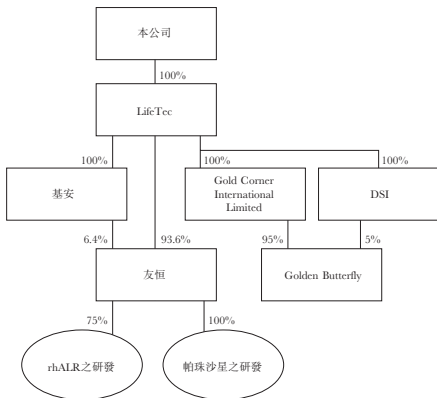 本公司
100%
LifeTec
100%
100%
100%
基安
Gold Corner
International
Limited
DSI
6.4%
93.6%
95%
5%
友恒
Golden Butterfly
75%
100%
rhALR之研發
帕珠沙星之研發